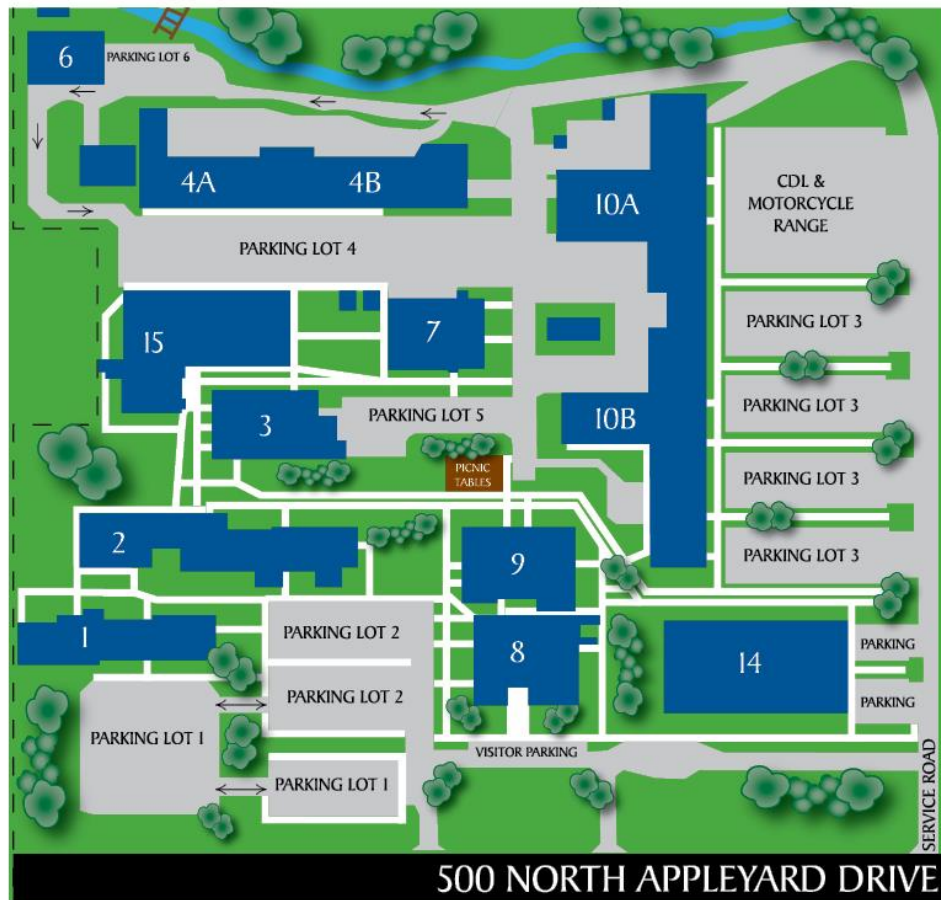 6
PARKING LOT 6
4A
4B
10A
CDL &
MOTORCYCLE
RANGE
PARKING LOT 4
15
7
PARKING LOT 3
3
PARKING LOT 5
10B
PARKING LOT 3
PICNIC
TABLES
PARKING LOT 3
2
9
PARKING LOT 3
1
PARKING LOT 2
8
14
PARKING
PARKING LOT 2
PARKING
PARKING LOT 1
VISITOR PARKING
PARKING LOT 1
SERVICE ROAD
500 NORTH APPLEYARD DRIVE